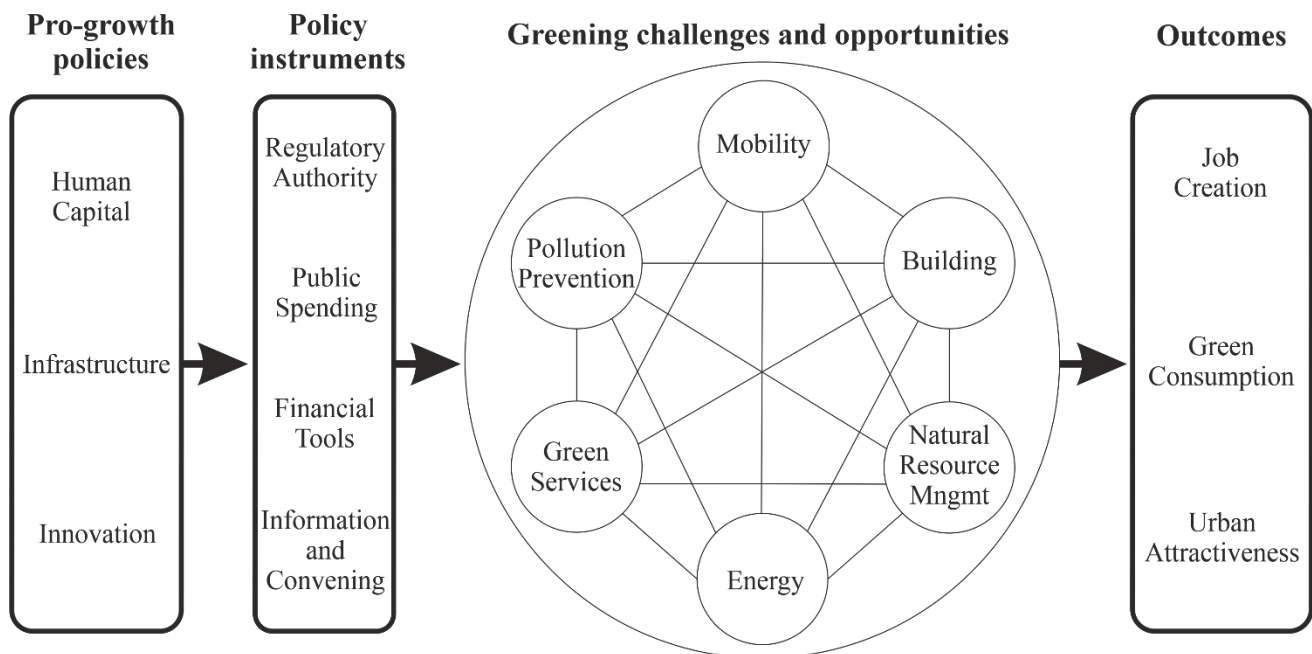 Pro-growth
policies
Policy
instruments
Greening challenges and opportunities
Outcomes
Human
Capital
Infrastructure
Innovation
Regulatory
Authority
Public
Spending
Financial
Tools
Information
and
Convening
Mobility
Pollution
Prevention
Building
Green
Services
Natural
Resource
Mngmt
Energy
Job
Creation
Green
Consumption
Urban
Attractiveness